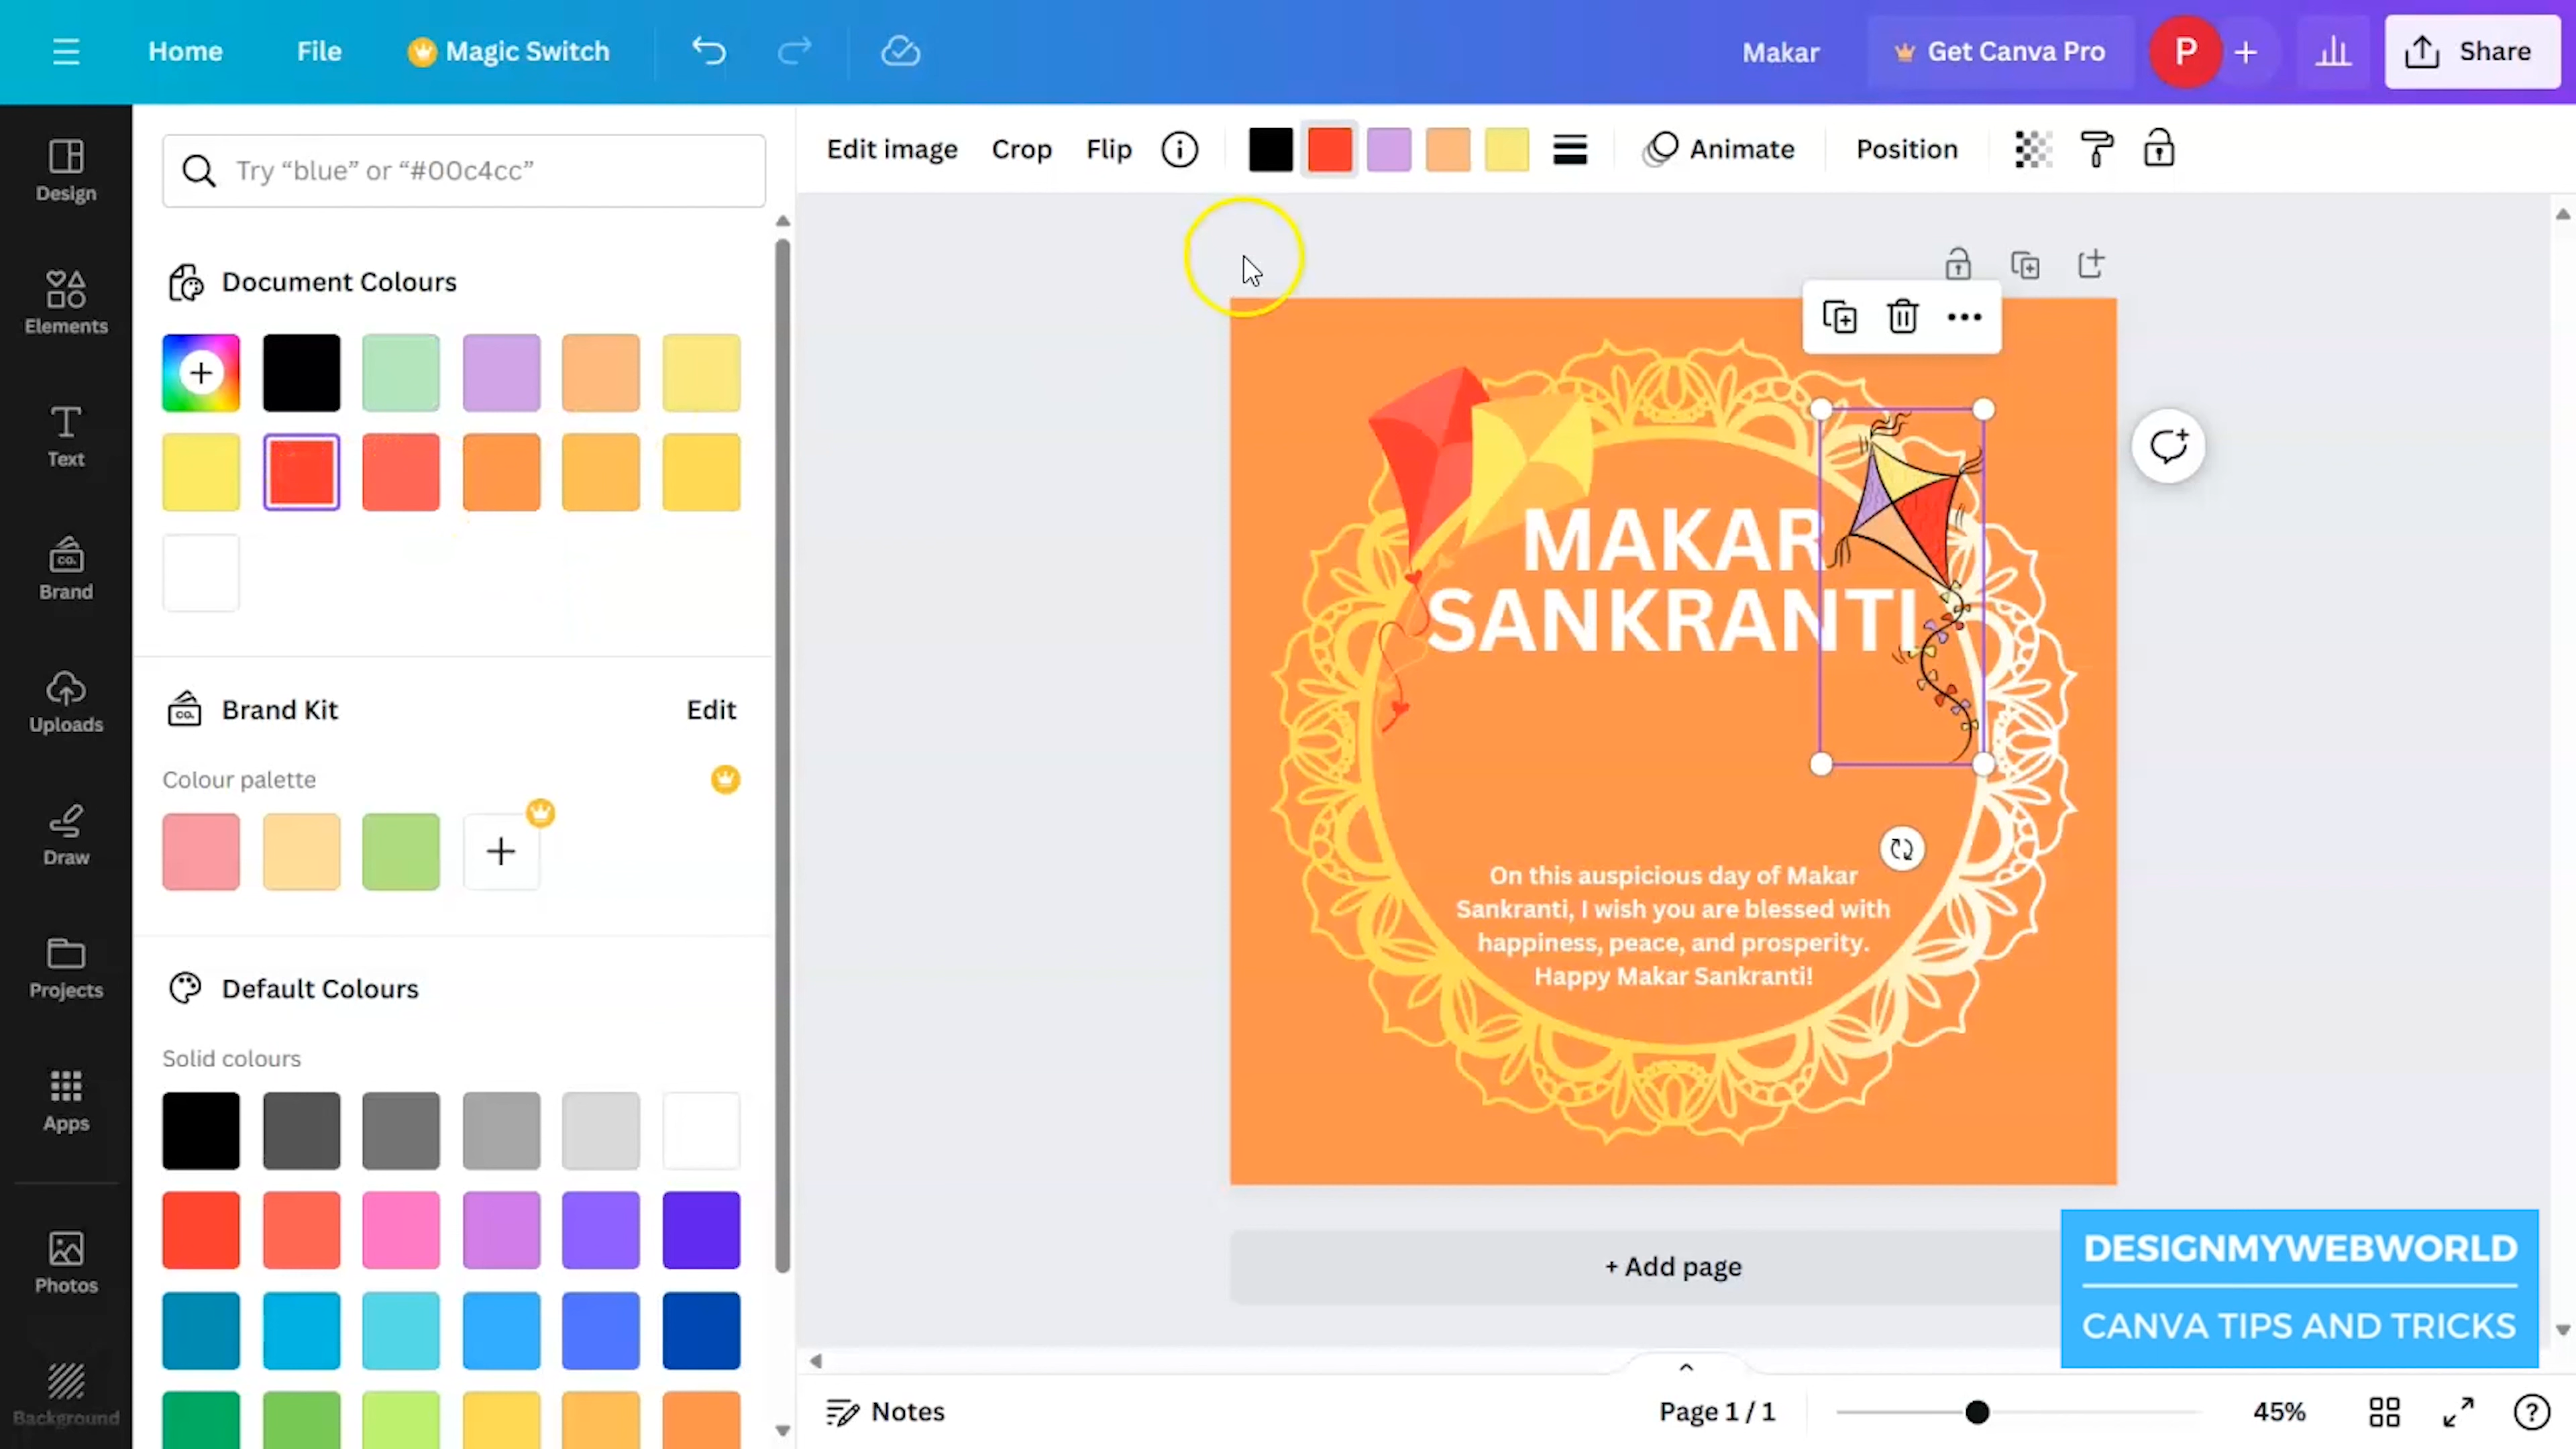 Home File Magic Switch Makar Get Canva Pro P Share
Design
Elements
Text
CO.
Brand
Uploads
Draw
Projects
Apps
Photos
Background
Try “blue” or “#00c4cc”
Document Colours
CO. Brand Kit Edit
Colour palette
Default Colours
Solid colours
Edit image Crop Flip Animate Position
MAKAR
SANKRANTI
On this auspicious day of Makar
Sankranti, I wish you are blessed with
happiness, peace, and prosperity.
Happy Makar Sankranti!
+ Add page
DESIGNMYWEBWORLD
CANVA TIPS AND TRICKS
Notes Page 1 / 1 45%